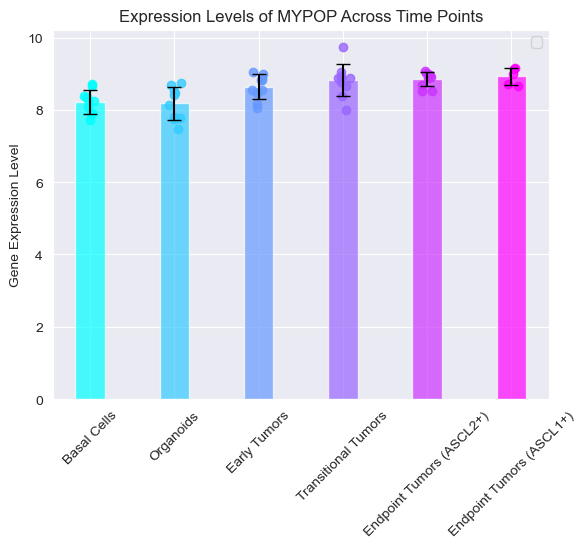 Expression Levels of MYPOP Across Time Points
Gene Expression Level
10
8
6
4
2
0
Basal Cells
Organoids
Early Tumors
Transitional Tumors
Endpoint Tumors (ASCL2+)
Endpoint Tumors (ASCL1+)